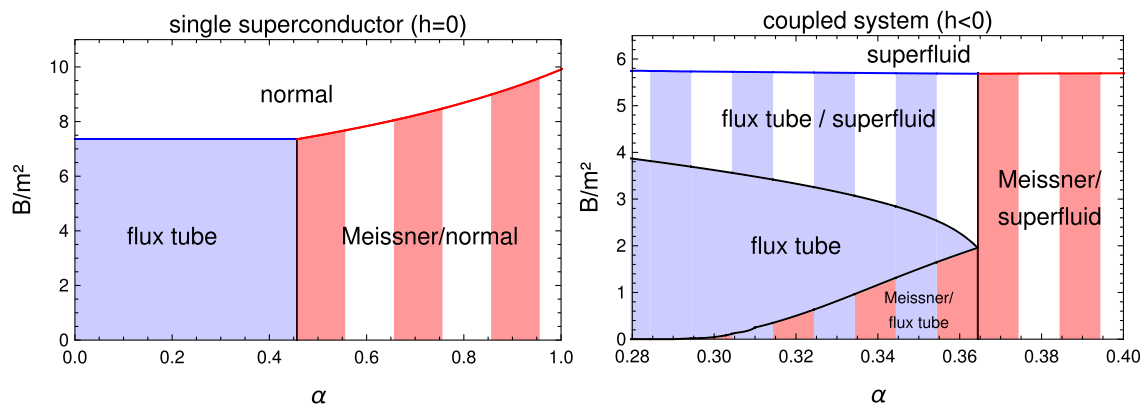 single superconductor (h=0)
B/m²
10
8
6
4
2
0
normal
flux tube
Meissner/normal
0.0
0.2
0.4
0.6
0.8
1.0
α
coupled system (h<0)
B/m²
6
5
4
3
2
1
0
superfluid
flux tube / superfluid
flux tube
Meissner/
superfluid
Meissner/
flux tube
0.28
0.30
0.32
0.34
0.36
0.38
0.40
α